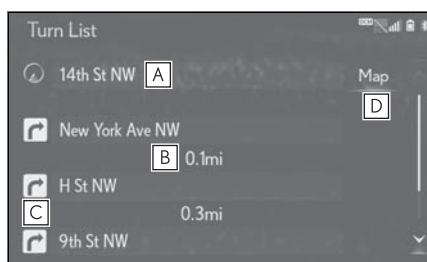 Turn List
DCM
14th St NW
A
Map
D
New York Ave NW
B
0.1mi
H St NW
C
0.3mi
9th St NW